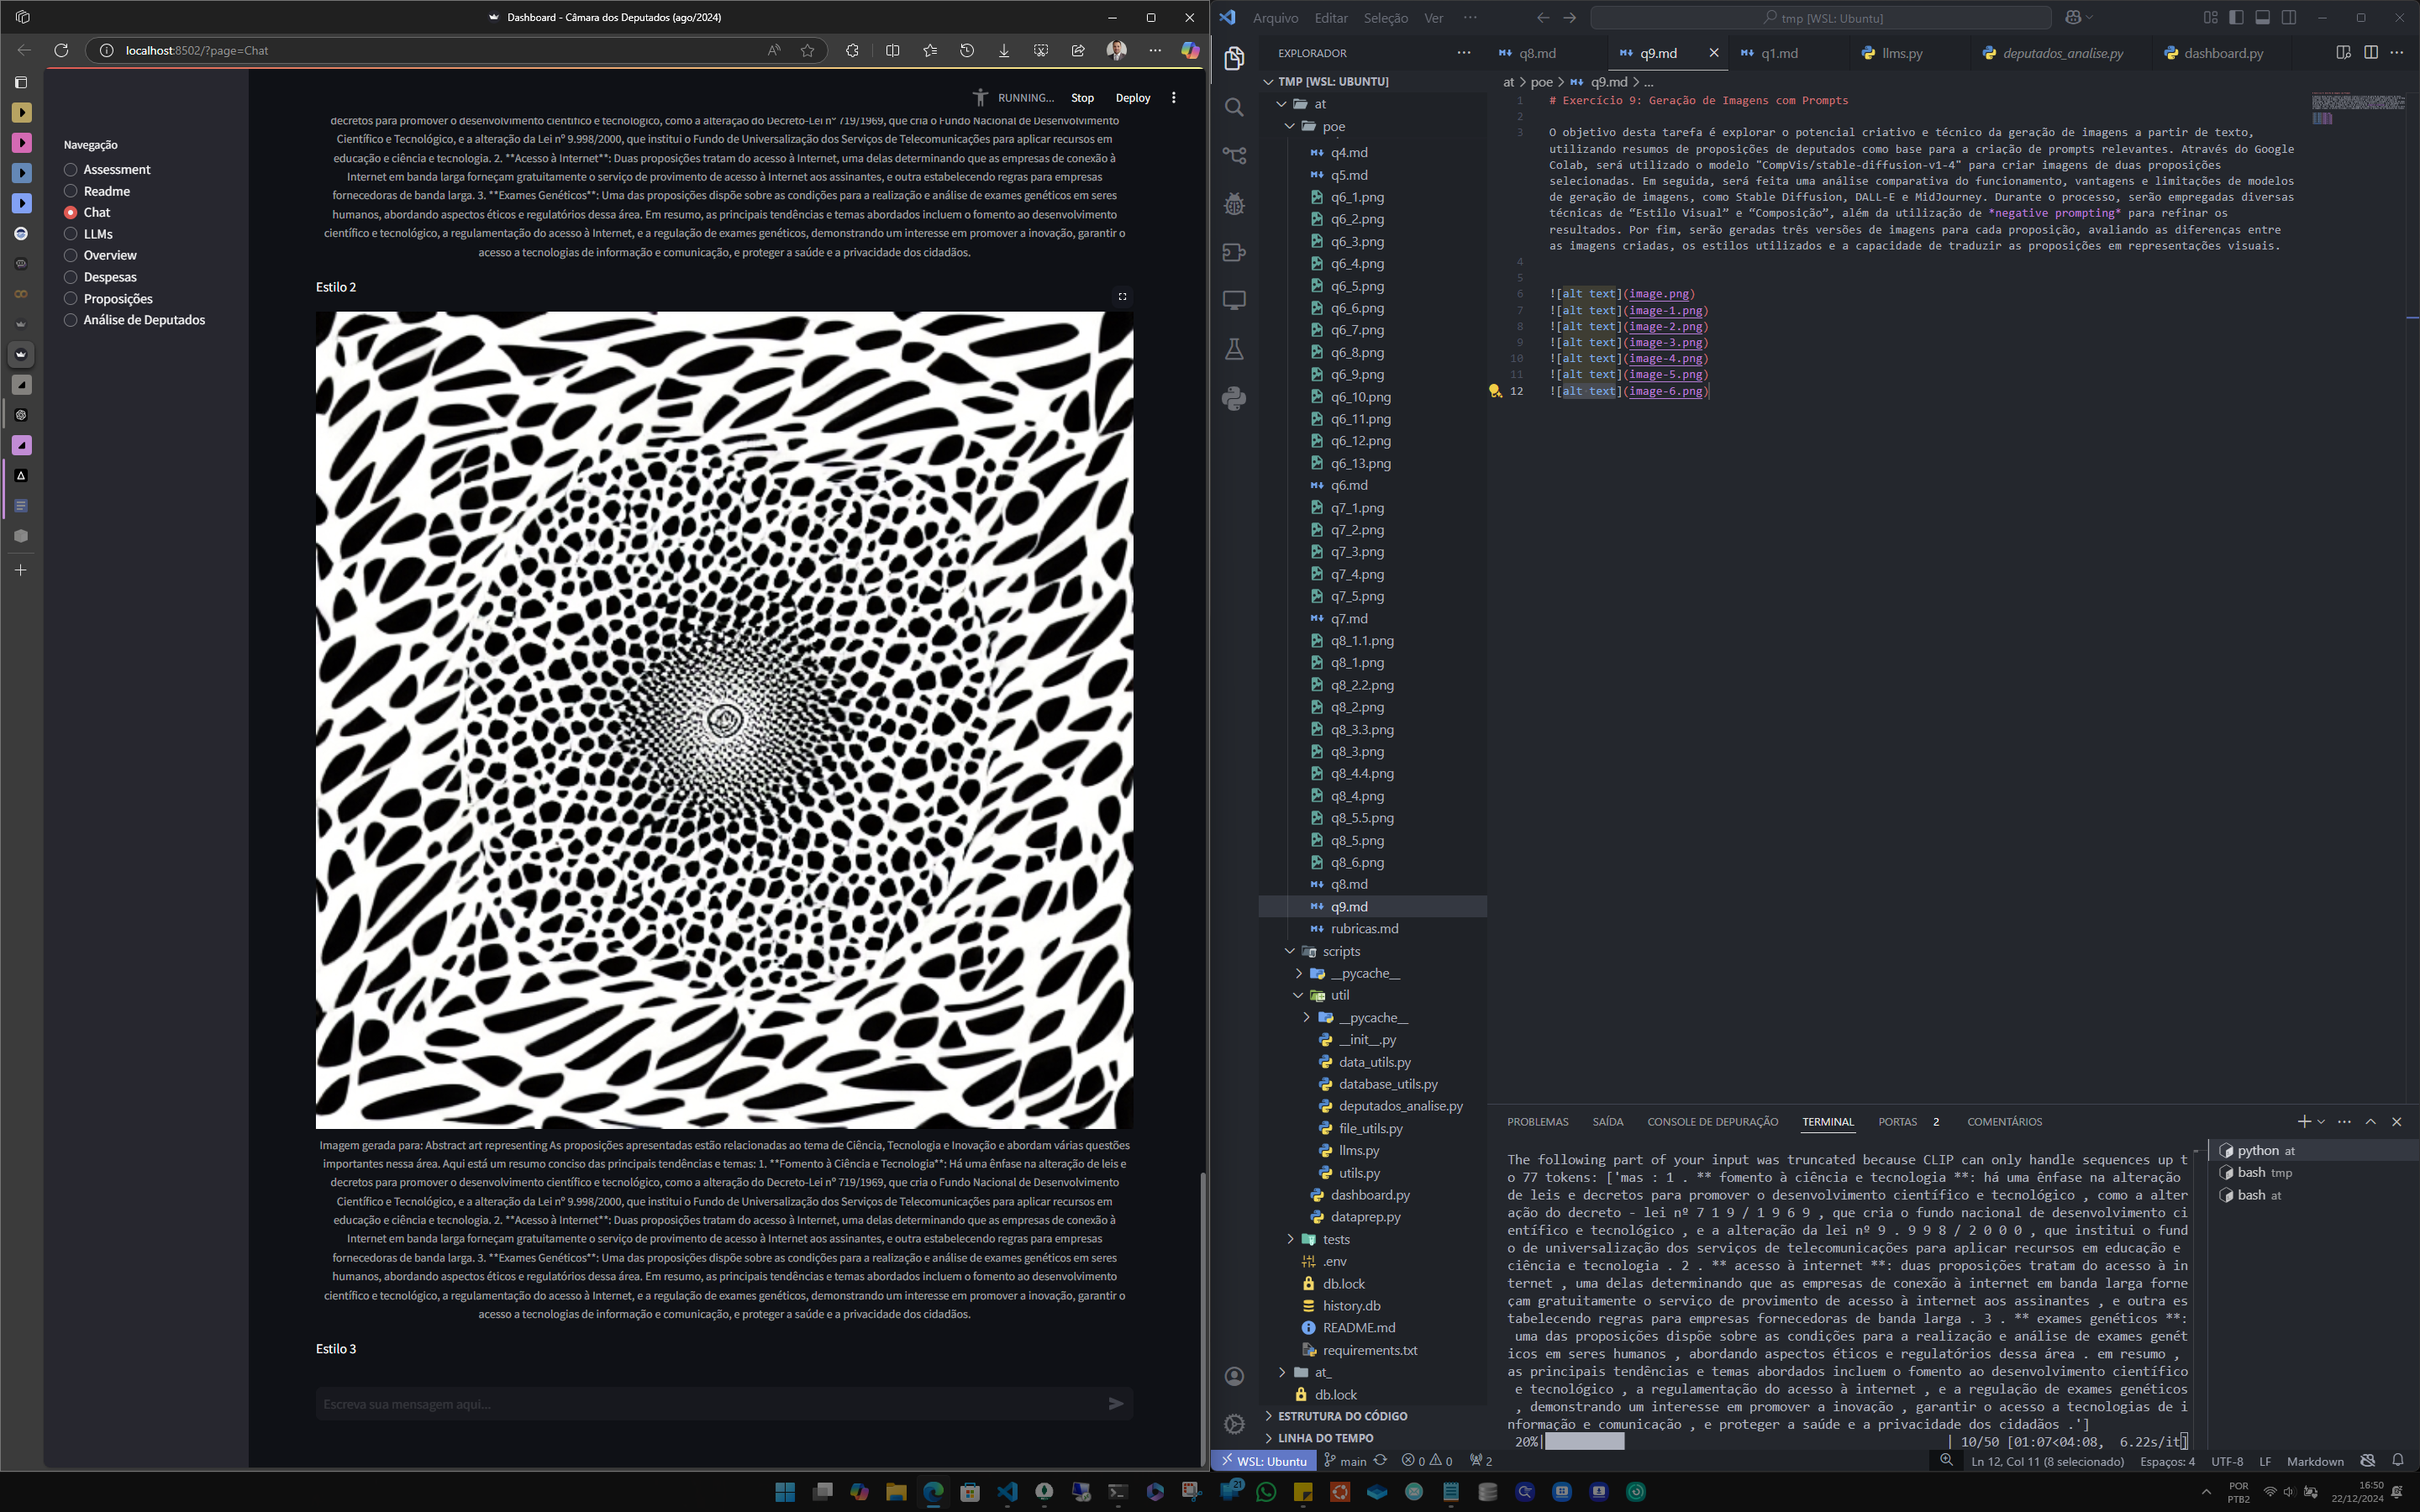 Dashboard - Câmara dos Deputados (ago/2024)
localhost:8502/?page=Chat
RUNNING...
Stop
Deploy
Navegação
Assessment
Readme
Chat
LLMs
Overview
Despesas
Proposições
Análise de Deputados
decretos para promover o desenvolvimento científico e tecnológico, como a alteração do Decreto-Lei nº 719/1969, que cria o Fundo Nacional de Desenvolvimento
Científico e Tecnológico, e a alteração da Lei nº 9.998/2000, que institui o Fundo de Universalização dos Serviços de Telecomunicações para aplicar recursos em
educação e ciência e tecnologia. 2. **Acesso à Internet**: Duas proposições tratam do acesso à Internet, uma delas determinando que as empresas de conexão à
Internet em banda larga forneçam gratuitamente o serviço de provimento de acesso à Internet aos assinantes, e outra estabelecendo regras para empresas
fornecedoras de banda larga. 3. **Exames Genéticos**: Uma das proposições dispõe sobre as condições para a realização e análise de exames genéticos em seres
humanos, abordando aspectos éticos e regulatórios dessa área. Em resumo, as principais tendências e temas abordados incluem o fomento ao desenvolvimento
científico e tecnológico, a regulamentação do acesso à Internet, e a regulação de exames genéticos, demonstrando um interesse em promover a inovação, garantir o
acesso a tecnologias de informação e comunicação, e proteger a saúde e a privacidade dos cidadãos.
Estilo 2
Imagem gerada para: Abstract art representing As proposições apresentadas estão relacionadas ao tema de Ciência, Tecnologia e Inovação e abordam várias questões
importantes nessa área. Aqui está um resumo conciso das principais tendências e temas: 1. **Fomento à Ciência e Tecnologia**: Há uma ênfase na alteração de leis e
decretos para promover o desenvolvimento científico e tecnológico, como a alteração do Decreto-Lei nº 719/1969, que cria o Fundo Nacional de Desenvolvimento
Científico e Tecnológico, e a alteração da Lei nº 9.998/2000, que institui o Fundo de Universalização dos Serviços de Telecomunicações para aplicar recursos em
educação e ciência e tecnologia. 2. **Acesso à Internet**: Duas proposições tratam do acesso à Internet, uma delas determinando que as empresas de conexão à
Internet em banda larga forneçam gratuitamente o serviço de provimento de acesso à Internet aos assinantes, e outra estabelecendo regras para empresas
fornecedoras de banda larga. 3. **Exames Genéticos**: Uma das proposições dispõe sobre as condições para a realização e análise de exames genéticos em seres
humanos, abordando aspectos éticos e regulatórios dessa área. Em resumo, as principais tendências e temas abordados incluem o fomento ao desenvolvimento
científico e tecnológico, a regulamentação do acesso à Internet, e a regulação de exames genéticos, demonstrando um interesse em promover a inovação, garantir o
acesso a tecnologias de informação e comunicação, e proteger a saúde e a privacidade dos cidadãos.
Estilo 3
Escreva sua mensagem aqui...
Arquivo Editar Seleção Ver ···
tmp [WSL: Ubuntu]
EXPLORADOR
TMP [WSL: UBUNTU]
at
poe
q4.md
q5.md
q6_1.png
q6_2.png
q6_3.png
q6_4.png
q6_5.png
q6_6.png
q6_7.png
q6_8.png
q6_9.png
q6_10.png
q6_11.png
q6_12.png
q6_13.png
q6.md
q7_1.png
q7_2.png
q7_3.png
q7_4.png
q7_5.png
q7.md
q8_1.1.png
q8_1.png
q8_2.2.png
q8_2.png
q8_3.3.png
q8_3.png
q8_4.4.png
q8_4.png
q8_5.5.png
q8_5.png
q8_6.png
q8.md
q9.md
rubricas.md
scripts
__pycache__
util
__pycache__
__init__.py
data_utils.py
database_utils.py
deputados_analise.py
file_utils.py
llms.py
utils.py
dashboard.py
dataprep.py
tests
.env
db.lock
history.db
README.md
requirements.txt
at_
db.lock
ESTRUTURA DO CÓDIGO
LINHA DO TEMPO
q8.md
q9.md
q1.md
llms.py
deputados_analise.py
dashboard.py
at > poe > q9.md > ...
1 # Exercício 9: Geração de Imagens com Prompts
2
3 O objetivo desta tarefa é explorar o potencial criativo e técnico da geração de imagens a partir de texto,
utilizando resumos de proposições de deputados como base para a criação de prompts relevantes. Através do Google
Colab, será utilizado o modelo "CompVis/stable-diffusion-v1-4" para criar imagens de duas proposições
selecionadas. Em seguida, será feita uma análise comparativa do funcionamento, vantagens e limitações de modelos
de geração de imagens, como Stable Diffusion, DALL-E e MidJourney. Durante o processo, serão empregadas diversas
técnicas de “Estilo Visual” e “Composição”, além da utilização de *negative prompting* para refinar os
resultados. Por fim, serão geradas três versões de imagens para cada proposição, avaliando as diferenças entre
as imagens criadas, os estilos utilizados e a capacidade de traduzir as proposições em representações visuais.
4
5
6 ![alt text](image.png)
7 ![alt text](image-1.png)
8 ![alt text](image-2.png)
9 ![alt text](image-3.png)
10 ![alt text](image-4.png)
11 ![alt text](image-5.png)
12 ![alt text](image-6.png)
PROBLEMAS SAÍDA CONSOLE DE DEPURAÇÃO TERMINAL PORTAS 2 COMENTÁRIOS
The following part of your input was truncated because CLIP can only handle sequences up t
o 77 tokens: ['mas : 1 . ** fomento à ciência e tecnologia **: há uma ênfase na alteração
de leis e decretos para promover o desenvolvimento científico e tecnológico , como a alter
ação do decreto - lei nº 7 1 9 / 1 9 6 9 , que cria o fundo nacional de desenvolvimento ci
entífico e tecnológico , e a alteração da lei nº 9 . 9 9 8 / 2 0 0 0 , que institui o fund
o de universalização dos serviços de telecomunicações para aplicar recursos em educação e
ciência e tecnologia . 2 . ** acesso à internet **: duas proposições tratam do acesso à in
ternet , uma delas determinando que as empresas de conexão à internet em banda larga forne
çam gratuitamente o serviço de provimento de acesso à internet aos assinantes , e outra es
tabelecendo regras para empresas fornecedoras de banda larga . 3 . ** exames genéticos **:
uma das proposições dispõe sobre as condições para a realização e análise de exames genét
icos em seres humanos , abordando aspectos éticos e regulatórios dessa área . em resumo ,
as principais tendências e temas abordados incluem o fomento ao desenvolvimento científico
e tecnológico , a regulamentação do acesso à internet , e a regulação de exames genéticos
, demonstrando um interesse em promover a inovação , garantir o acesso a tecnologias de i
nformação e comunicação , e proteger a saúde e a privacidade dos cidadãos .']
20%| | 10/50 [01:07<04:08, 6.22s/it]
python at
bash tmp
bash at
WSL: Ubuntu main 0 0 2
Ln 12, Col 11 (8 selecionado) Espaços: 4 UTF-8 LF Markdown
21
POR
PTB2
16:50
22/12/2024